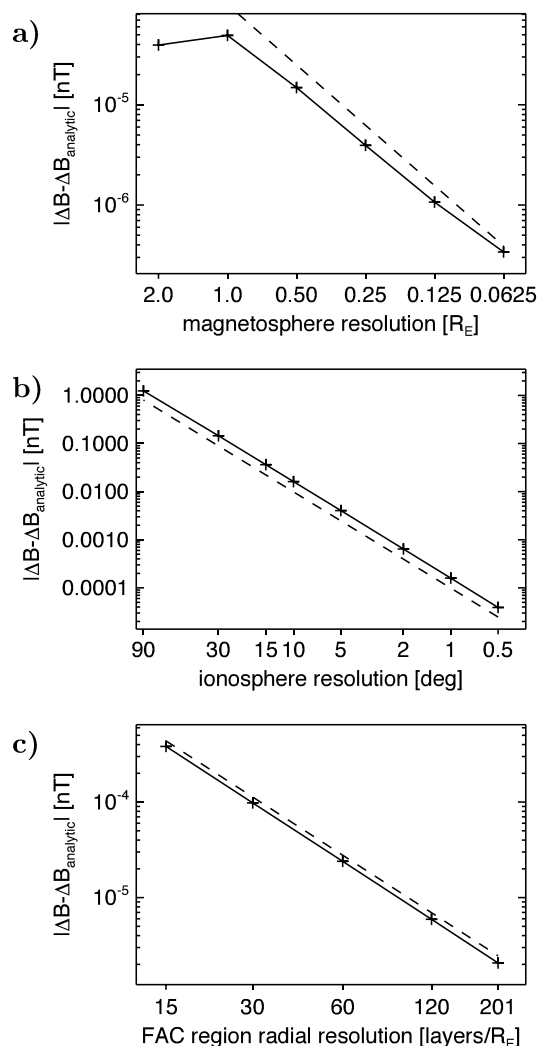 a)
|ΔB-ΔB_analytic| [nT]
10^-5
10^-6
2.0 1.0 0.50 0.25 0.125 0.0625
magnetosphere resolution [R_E]
b)
|ΔB-ΔB_analytic| [nT]
1.0000
0.1000
0.0100
0.0010
0.0001
90 30 15 10 5 2 1 0.5
ionosphere resolution [deg]
c)
|ΔB-ΔB_analytic| [nT]
10^-4
10^-5
15 30 60 120 201
FAC region radial resolution [layers/R_E]